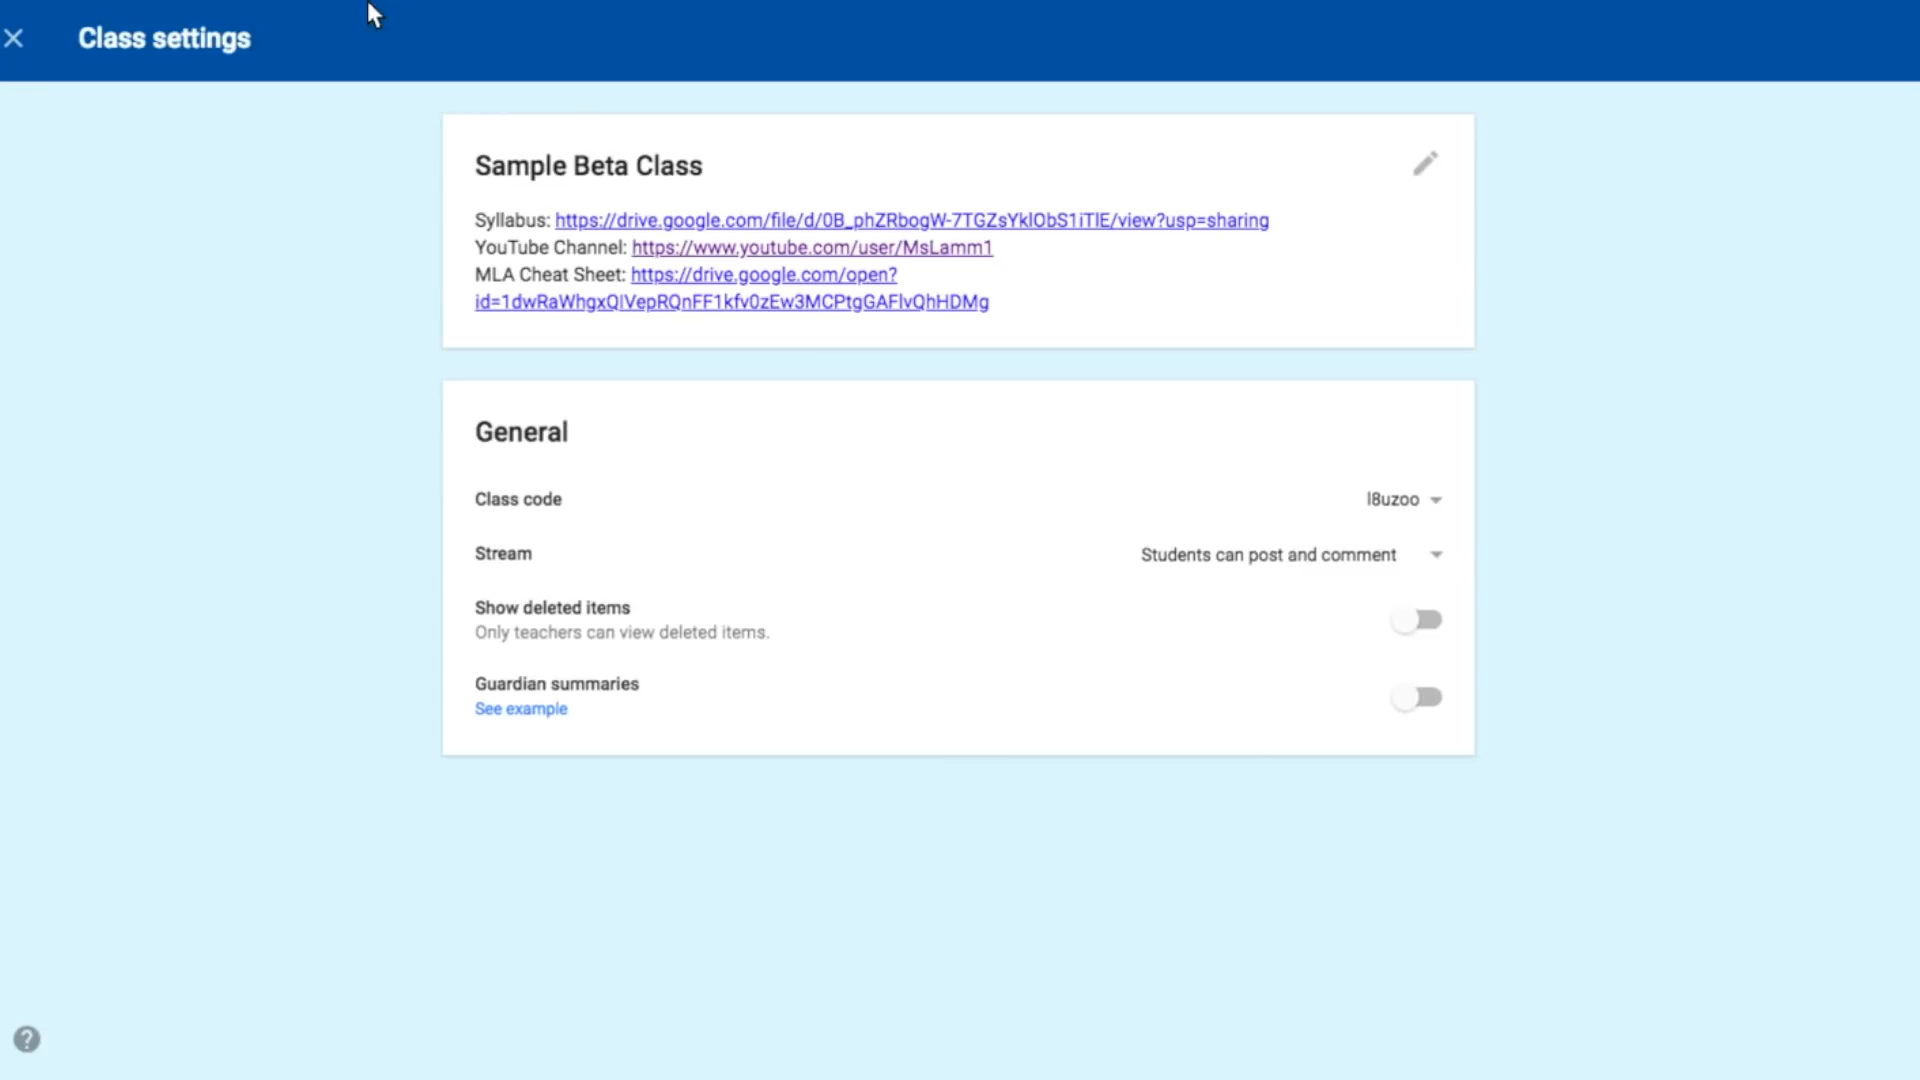 Class settings
Sample Beta Class
Syllabus: https://drive.google.com/file/d/0B_phZRbogW-7TGZsYklObS1iTlE/view?usp=sharing
YouTube Channel: https://www.youtube.com/user/MsLamm1
MLA Cheat Sheet: https://drive.google.com/open?
id=1dwRaWhgxQIVepRQnFF1kfv0zEw3MCPtgGAFlvQhHDMg
General
Class code
l8uzoo
Stream
Students can post and comment
Show deleted items
Only teachers can view deleted items.
Guardian summaries
See example